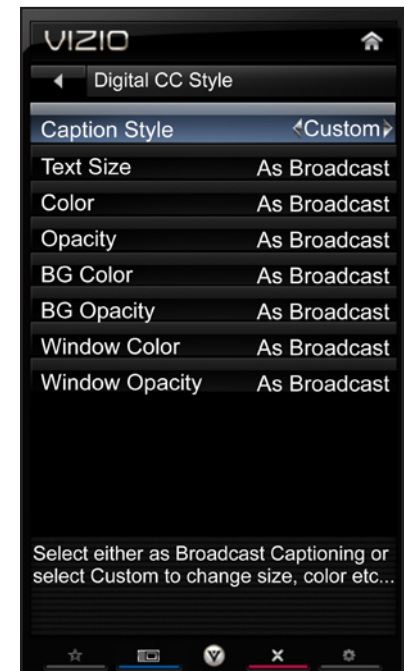 VIZIO
Digital CC Style
Caption Style Custom
Text Size As Broadcast
Color As Broadcast
Opacity As Broadcast
BG Color As Broadcast
BG Opacity As Broadcast
Window Color As Broadcast
Window Opacity As Broadcast
Select either as Broadcast Captioning or
select Custom to change size, color etc...
V